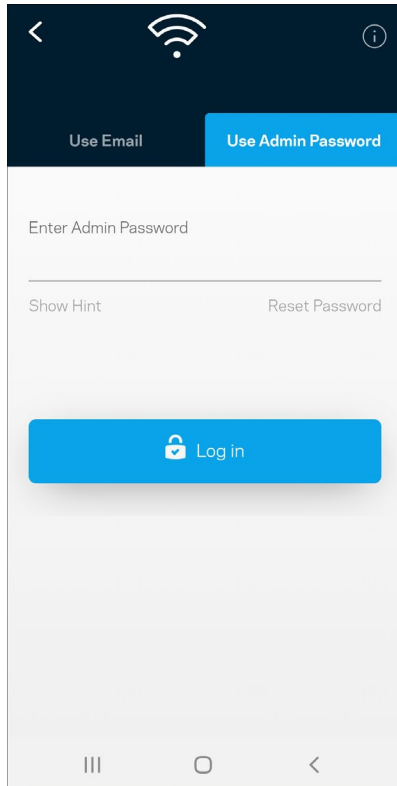 Use Email
Use Admin Password
Enter Admin Password
Show Hint
Reset Password
Log in